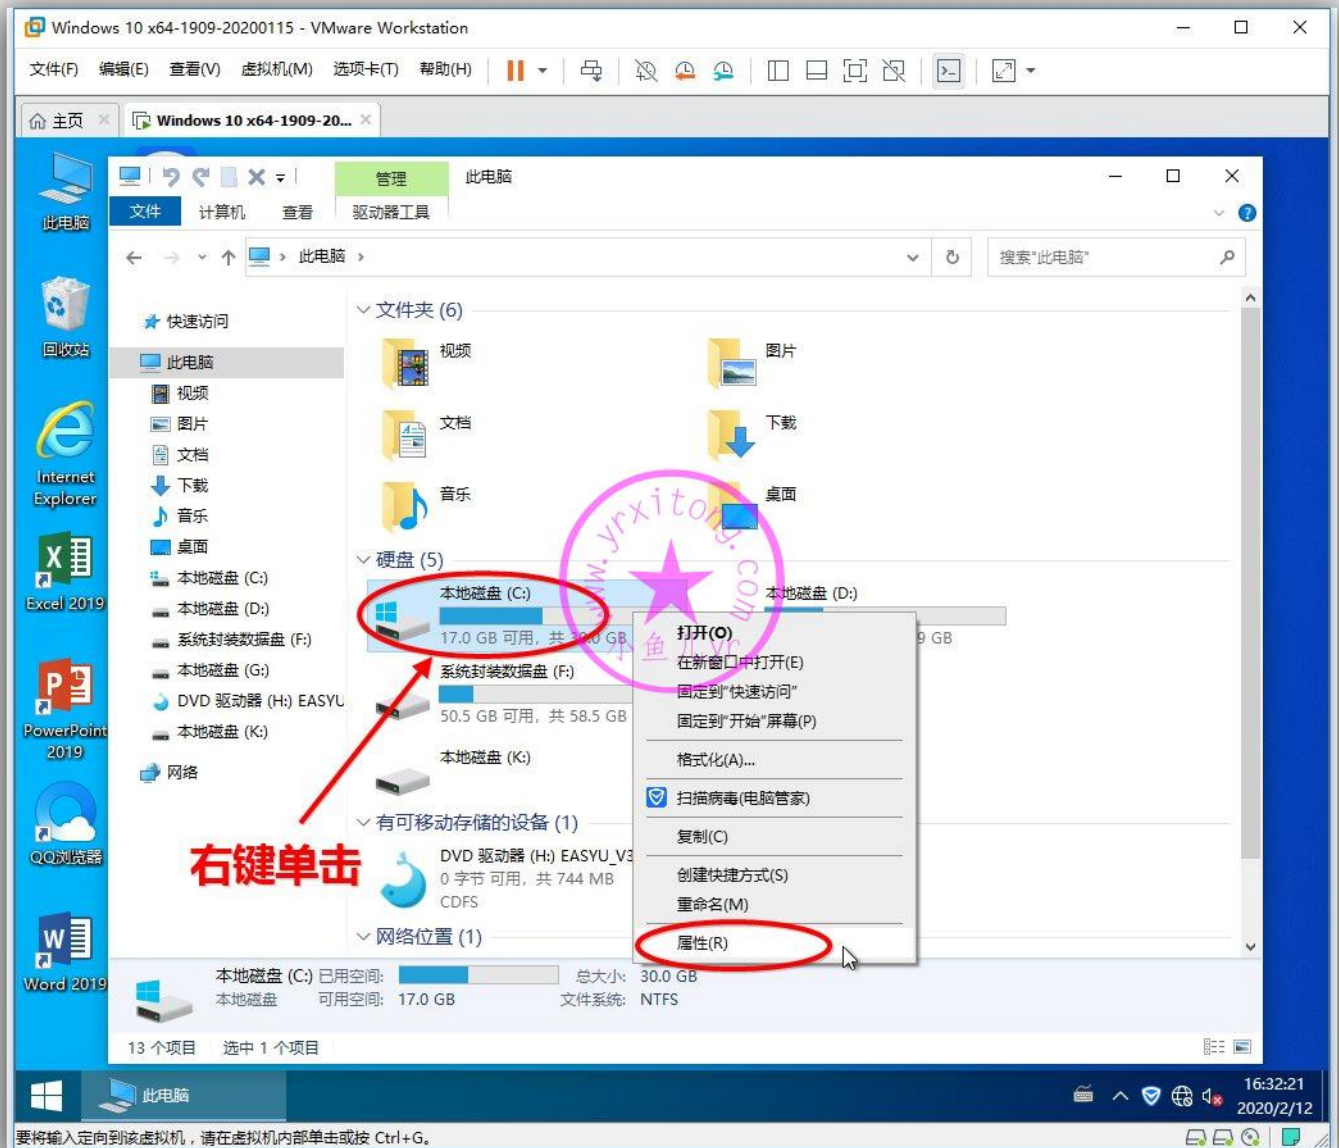 Windows 10 x64-1909-20200115 - VMware Workstation
文件(F) 编辑(E) 查看(V) 虚拟机(M) 选项卡(T) 帮助(H)
主页 Windows 10 x64-1909-20...
管理 此电脑
文件 计算机 查看 驱动器工具
此电脑
搜索"此电脑"
此电脑
回收站
Internet
Explorer
Excel 2019
PowerPoint
2019
QQ浏览器
Word 2019
快速访问
此电脑
视频
图片
文档
下载
音乐
桌面
本地磁盘 (C:)
本地磁盘 (D:)
系统封装数据盘 (F:)
本地磁盘 (G:)
DVD 驱动器 (H:) EASYU
本地磁盘 (K:)
网络
文件夹 (6)
视频 图片
文档 下载
音乐 桌面
硬盘 (5)
本地磁盘 (C:)
17.0 GB 可用, 共 30.0 GB
本地磁盘 (D:)
9 GB
系统封装数据盘 (F:)
50.5 GB 可用, 共 58.5 GB
本地磁盘 (K:)
有可移动存储的设备 (1)
DVD 驱动器 (H:) EASYU_V3
0 字节 可用, 共 744 MB
CDFS
网络位置 (1)
打开(O)
在新窗口中打开(E)
固定到"快速访问"
固定到"开始"屏幕(P)
格式化(A)...
扫描病毒(电脑管家)
复制(C)
创建快捷方式(S)
重命名(M)
属性(R)
右键单击
www.yrxitong.com
小鱼儿yr
本地磁盘 (C:) 已用空间: 总大小: 30.0 GB
本地磁盘 可用空间: 17.0 GB 文件系统: NTFS
13 个项目 选中 1 个项目
此电脑
16:32:21
2020/2/12
要将输入定向到该虚拟机，请在虚拟机内部单击或按 Ctrl+G。